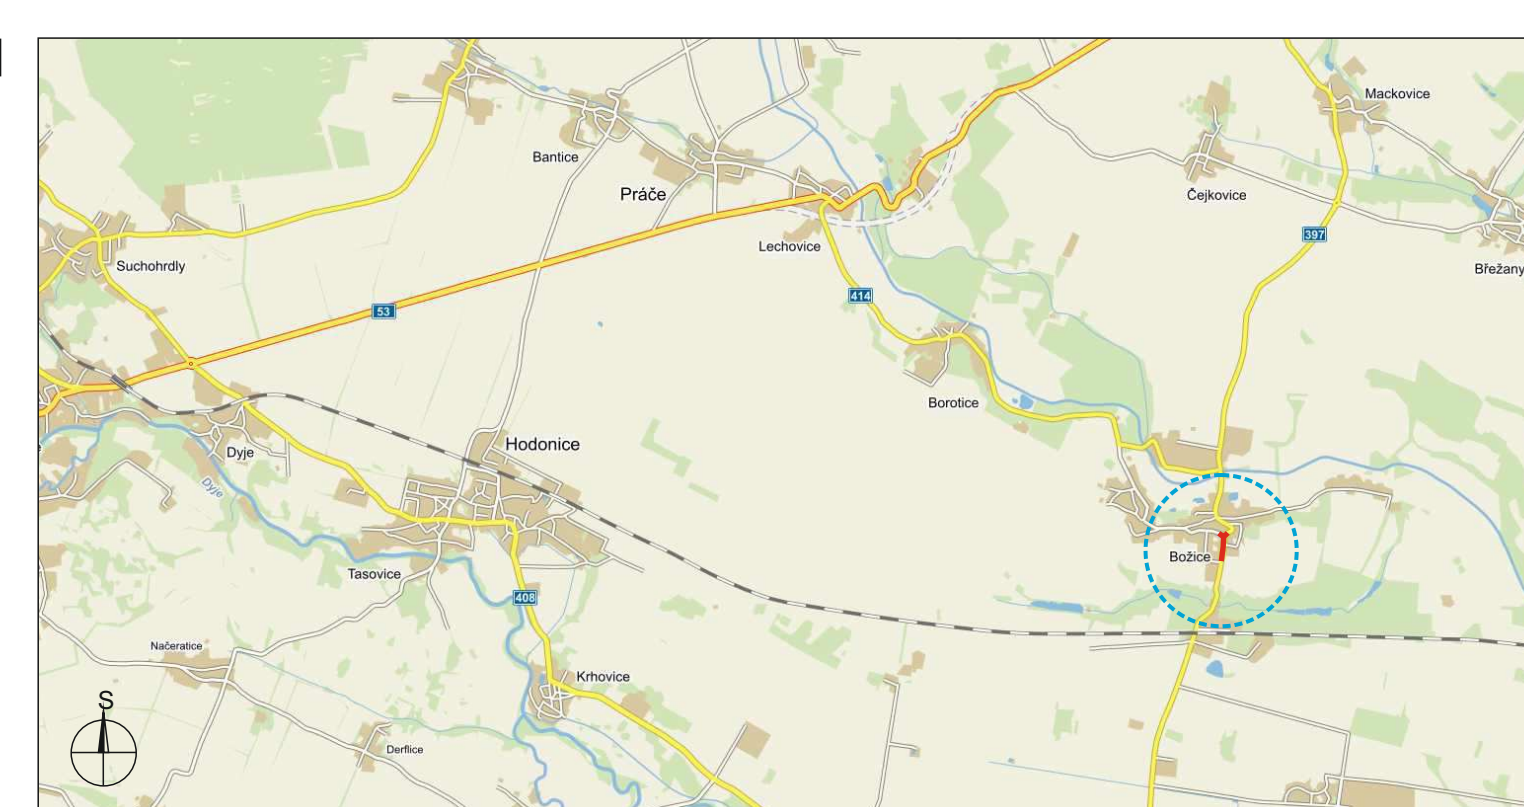 Mackovice
Bantice
Práče
Čejkovice
397
Lechovice
Suchohrdly
Břežany
414
53
Borotice
Hodonice
Dyje
Dyje
Božice
Tasovice
408
Načeratice
Krhovice
S
Derflice